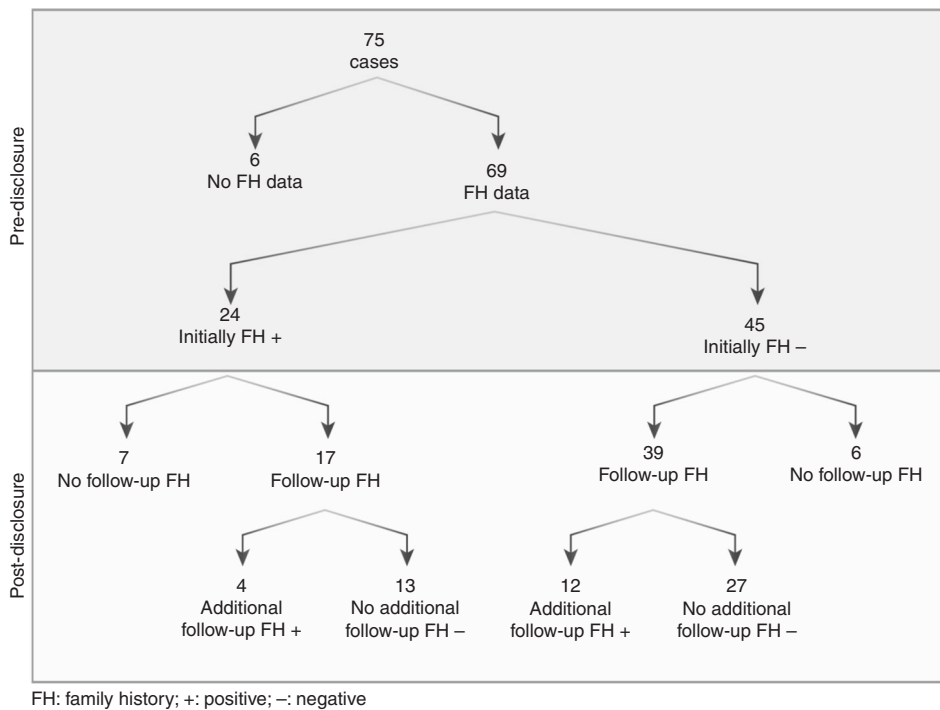 75
cases
6
No FH data
69
FH data
Pre-disclosure
24
Initially FH +
45
Initially FH –
7
No follow-up FH
17
Follow-up FH
39
Follow-up FH
6
No follow-up FH
Post-disclosure
4
Additional
follow-up FH +
13
No additional
follow-up FH –
12
Additional
follow-up FH +
27
No additional
follow-up FH –
FH: family history; +: positive; –: negative